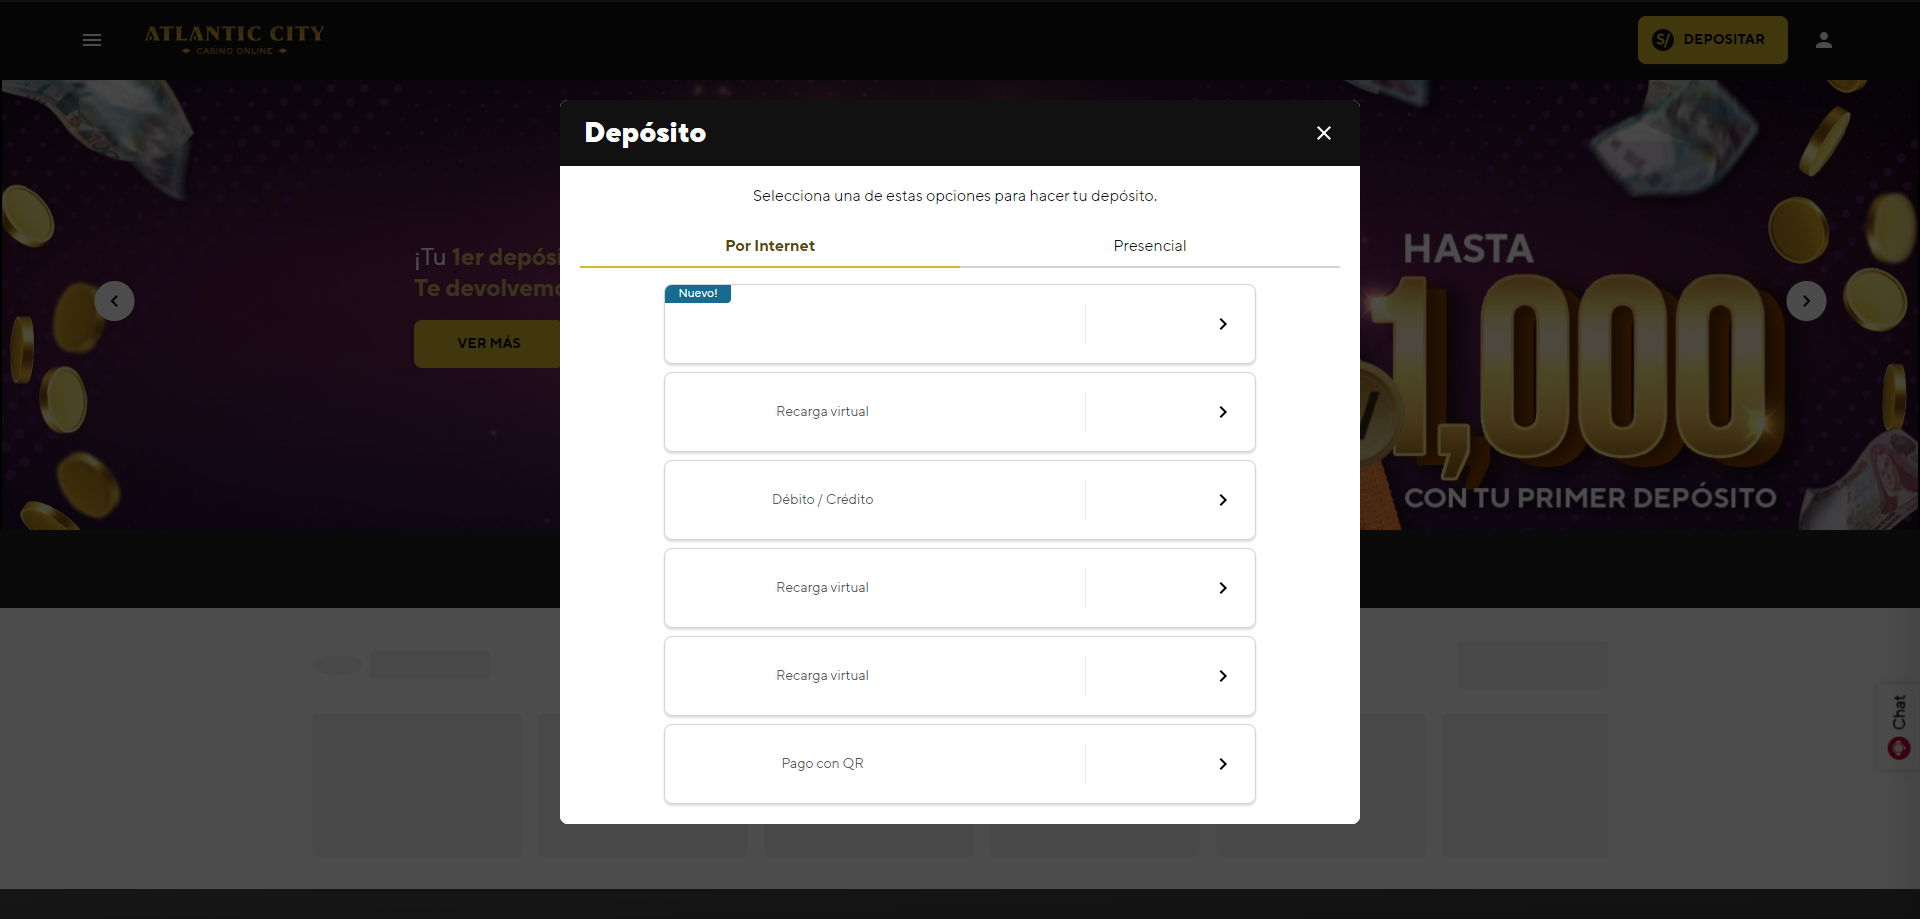 ATLANTIC CITY
CASINO ONLINE
S/ DEPOSITAR
Depósito
Selecciona una de estas opciones para hacer tu depósito.
Por Internet
Presencial
¡Tu 1er depósi
Te devolvemo
VER MÁS
HASTA
1,000
CON TU PRIMER DEPÓSITO
Nuevo!
Recarga virtual
Débito / Crédito
Recarga virtual
Recarga virtual
Pago con QR
Chat